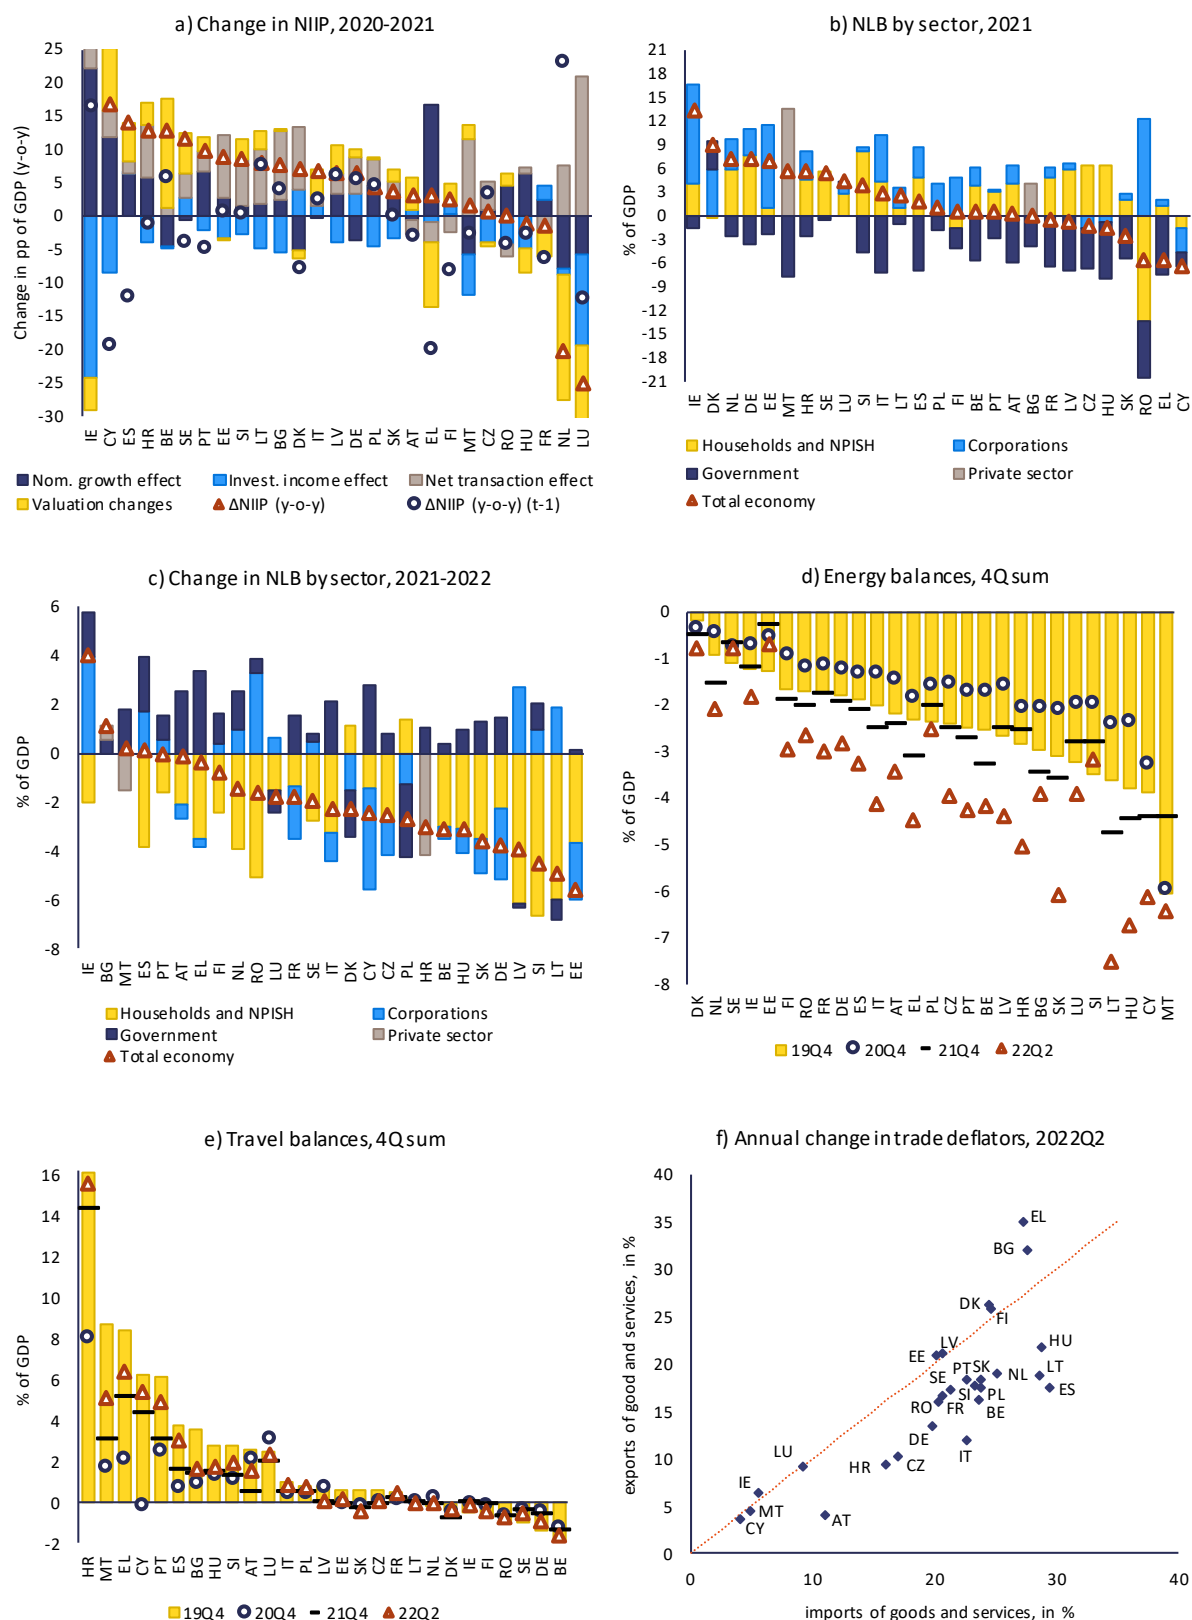 a) Change in NIIP, 2020-2021
25
20
15
10
5
0
-5
-10
-15
-20
-25
-30
Change in pp of GDP (y-o-y)
IE CY ES HR BE SE PT EE SI LT BG DK IT LV DE PL SK AT EL FI MT CZ RO HU FR NL LU
Nom. growth effect Invest. income effect Net transaction effect
Valuation changes ΔNIIP (y-o-y) ΔNIIP (y-o-y) (t-1)
b) NLB by sector, 2021
21
18
15
12
9
6
3
0
-3
-6
-9
-12
-15
-18
-21
% of GDP
IE DK NL DE EE MT HR SE LU SI IT LT ES PL FI BE PT AT BG FR LV CZ HU SK RO EL CY
Households and NPISH Corporations
Government Private sector
Total economy
c) Change in NLB by sector, 2021-2022
6
4
2
0
-2
-4
-6
-8
% of GDP
IE BG MT ES PT AT EL FI NL RO LU FR SE IT DK CY CZ PL HR BE HU SK DE LV SI LT EE
Households and NPISH Corporations
Government Private sector
Total economy
d) Energy balances, 4Q sum
0
-1
-2
-3
-4
-5
-6
-7
-8
% of GDP
DK NL SE IE EE FI RO FR DE ES IT AT EL PL CZ PT BE LV HR BG SK LU SI LT HU CY MT
19Q4 20Q4 21Q4 22Q2
e) Travel balances, 4Q sum
16
14
12
10
8
6
4
2
0
-2
% of GDP
HR MT EL CY PT ES BG HU SI AT LU IT PL LV EE SK CZ FR LT NL DK IE FI RO SE DE BE
19Q4 20Q4 21Q4 22Q2
f) Annual change in trade deflators, 2022Q2
40
35
30
25
20
15
10
5
0
exports of good and services, in %
EL
BG
DK
FI
LV
EE
HU
PT SK
NL
LT
SE
SI
PL
ES
RO
FR
BE
DE
IT
LU
HR
CZ
IE
MT
CY
AT
0 10 20 30 40
imports of goods and services, in %